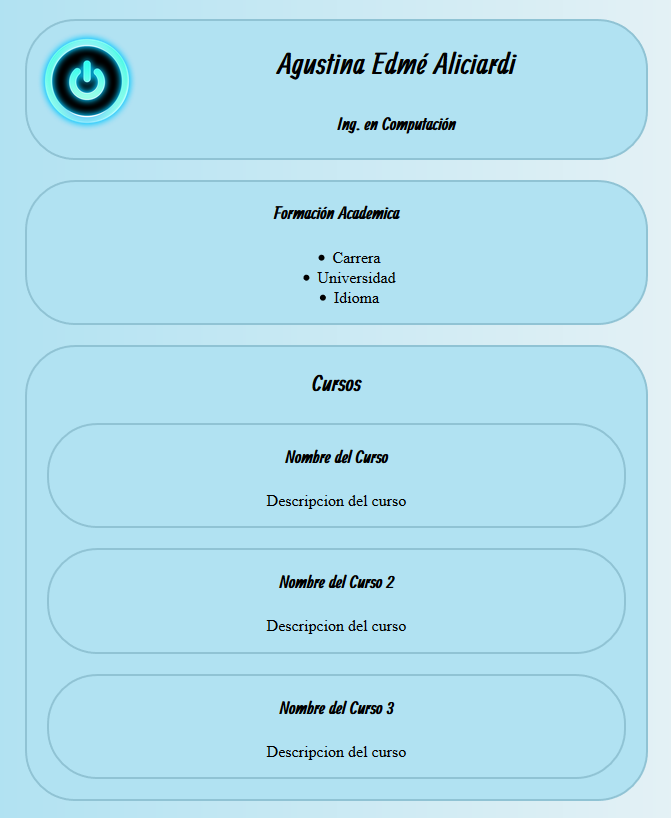 Agustina Edmé Aliciardi
Ing. en Computación
Formación Academica
Carrera
Universidad
Idioma
Cursos
Nombre del Curso
Descripcion del curso
Nombre del Curso 2
Descripcion del curso
Nombre del Curso 3
Descripcion del curso